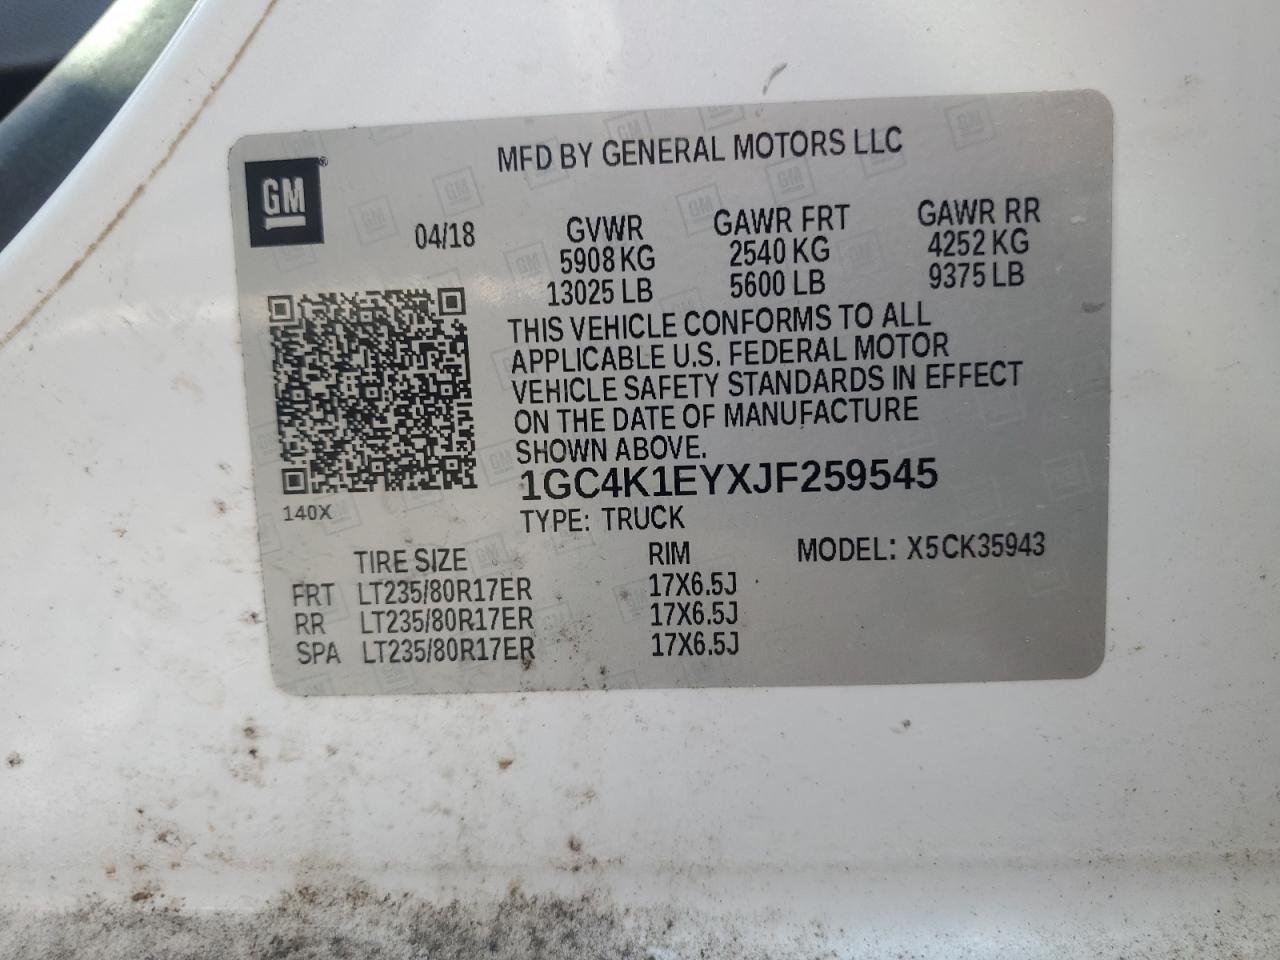 MFD BY GENERAL MOTORS LLC
GM®
04/18
GVWR GAWR FRT GAWR RR
5908 KG 2540 KG 4252 KG
13025 LB 5600 LB 9375 LB
THIS VEHICLE CONFORMS TO ALL
APPLICABLE U.S. FEDERAL MOTOR
VEHICLE SAFETY STANDARDS IN EFFECT
ON THE DATE OF MANUFACTURE
SHOWN ABOVE.
1GC4K1EYXJF259545
140X
TYPE: TRUCK
TIRE SIZE RIM MODEL: X5CK35943
FRT LT235/80R17ER 17X6.5J
RR LT235/80R17ER 17X6.5J
SPA LT235/80R17ER 17X6.5J